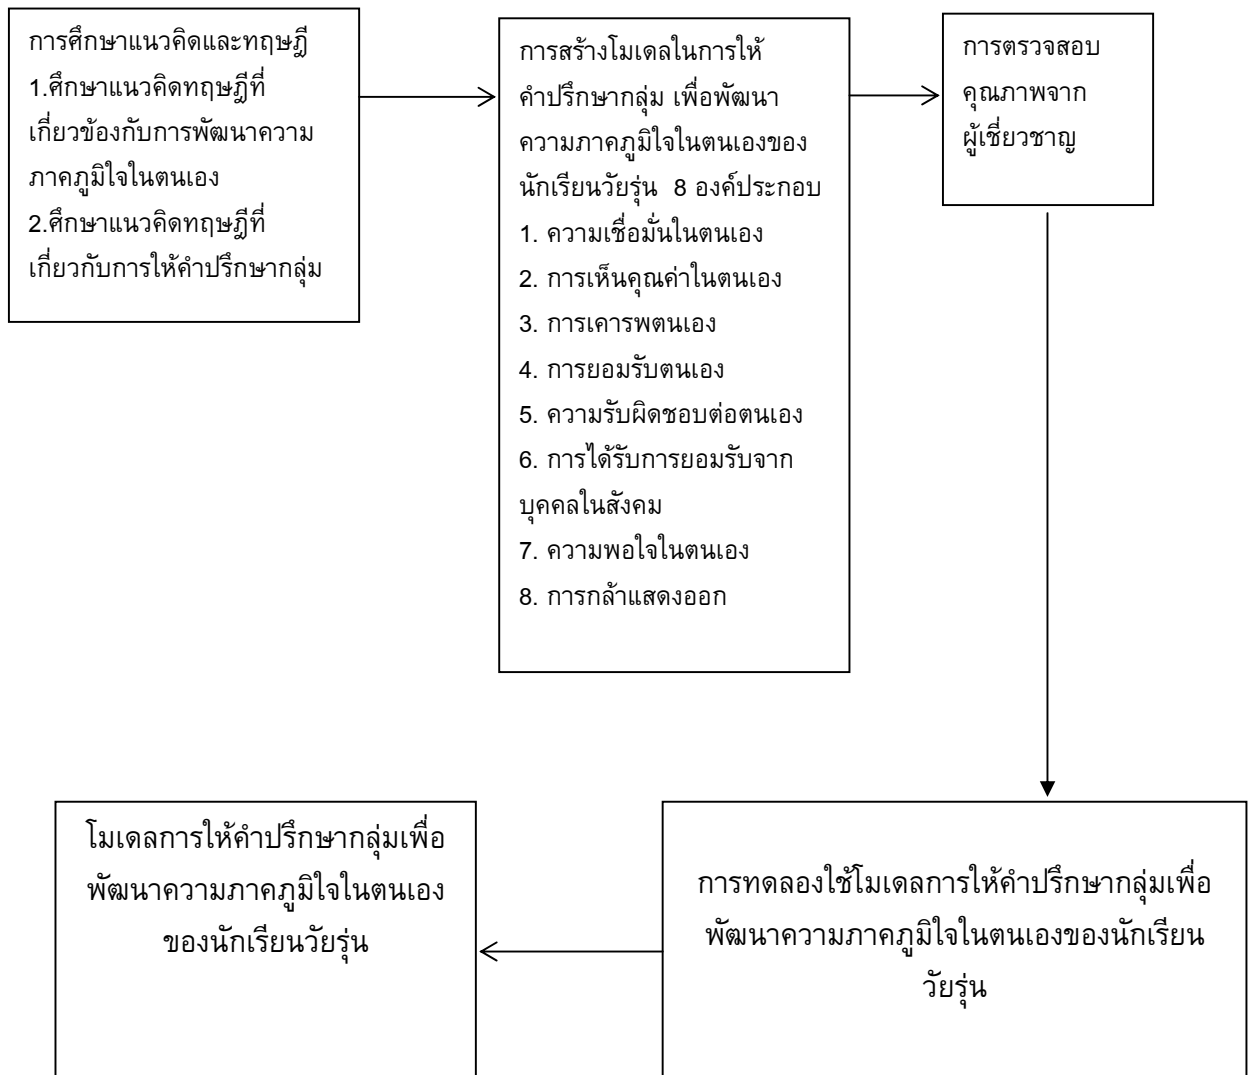 การศึกษาแนวคิดและทฤษฎี
1.ศึกษาแนวคิดทฤษฎีที่
เกี่ยวข้องกับการพัฒนาความ
ภาคภูมิใจในตนเอง
2.ศึกษาแนวคิดทฤษฎีที่
เกี่ยวกับการให้คำปรึกษากลุ่ม
การสร้างโมเดลในการให้
คำปรึกษากลุ่ม เพื่อพัฒนา
ความภาคภูมิใจในตนเองของ
นักเรียนวัยรุ่น 8 องค์ประกอบ
1. ความเชื่อมั่นในตนเอง
2. การเห็นคุณค่าในตนเอง
3. การเคารพตนเอง
4. การยอมรับตนเอง
5. ความรับผิดชอบต่อตนเอง
6. การได้รับการยอมรับจาก
บุคคลในสังคม
7. ความพอใจในตนเอง
8. การกล้าแสดงออก
การตรวจสอบ
คุณภาพจาก
ผู้เชี่ยวชาญ
การทดลองใช้โมเดลการให้คำปรึกษากลุ่มเพื่อ
พัฒนาความภาคภูมิใจในตนเองของนักเรียน
วัยรุ่น
โมเดลการให้คำปรึกษากลุ่มเพื่อ
พัฒนาความภาคภูมิใจในตนเอง
ของนักเรียนวัยรุ่น